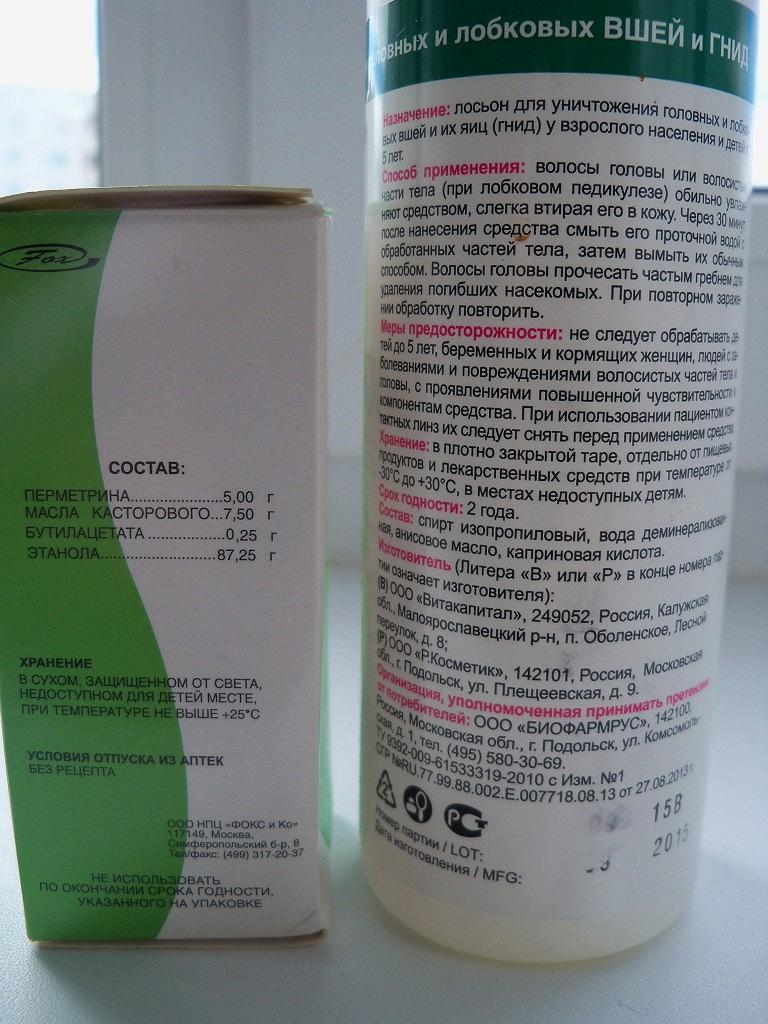 Fox
СОСТАВ:
ПЕРМЕТРИНА......................5,00 г
МАСЛА КАСТОРОВОГО...7,50 г
БУТИЛАЦЕТАТА ..................0,25 г
ЭТАНОЛА...........................87,25 г
ХРАНЕНИЕ
В СУХОМ, ЗАЩИЩЕННОМ ОТ СВЕТА,
НЕДОСТУПНОМ ДЛЯ ДЕТЕЙ МЕСТЕ,
ПРИ ТЕМПЕРАТУРЕ НЕ ВЫШЕ +25°С
УСЛОВИЯ ОТПУСКА ИЗ АПТЕК
БЕЗ РЕЦЕПТА
ООО НПЦ «ФОКС и Ко»
117149, Москва,
Симферопольский б-р, 8
Тел/факс: (499) 317-20-37
НЕ ИСПОЛЬЗОВАТЬ
ПО ОКОНЧАНИИ СРОКА ГОДНОСТИ,
УКАЗАННОГО НА УПАКОВКЕ
и лобковых ВШЕЙ и ГНИД
Назначение: лосьон для уничтожения головных и лобко-
вых вшей и их яиц (гнид) у взрослого населения и детей с
5 лет.
Способ применения: волосы головы или волосистые
части тела (при лобковом педикулезе) обильно увлаж-
няют средством, слегка втирая его в кожу. Через 30 минут
после нанесения средства смыть его проточной водой с
обработанных частей тела, затем вымыть их обычным
способом. Волосы головы прочесать частым гребнем для
удаления погибших насекомых. При повторном зараже-
нии обработку повторить.
Меры предосторожности: не следует обрабатывать де-
тей до 5 лет, беременных и кормящих женщин, людей с за-
болеваниями и повреждениями волосистых частей тела и
головы, с проявлениями повышенной чувствительности к
компонентам средства. При использовании пациентом кон-
тактных линз их следует снять перед применением средства.
Хранение: в плотно закрытой таре, отдельно от пищевых
продуктов и лекарственных средств при температуре от
-30°С до +30°С, в местах недоступных детям.
Срок годности: 2 года.
Состав: спирт изопропиловый, вода деминерализован-
ная, анисовое масло, каприновая кислота.
Изготовитель (Литера «В» или «Р» в конце номера пар-
тии означает изготовителя):
(В) ООО «Витакапитал», 249052, Россия, Калужская
обл., Малоярославецкий р-н, п. Оболенское, Лесной
переулок, д. 8;
(Р) ООО «Р.Косметик», 142101, Россия, Московская
обл., г. Подольск, ул. Плещеевская, д. 9.
Организация, уполномоченная принимать претензии
от потребителей: ООО «БИОФАРМРУС», 142100,
Россия, Московская обл., г. Подольск, ул. Комсомоль-
ская, д. 1, тел. (495) 580-30-69.
ТУ 9392-009-61533319-2010 с Изм. №1
СГР №RU.77.99.88.002.Е.007718.08.13 от 27.08.2013 г.
2 РСТ
Номер партии / LOT: 15В
Дата изготовления / MFG: 2015